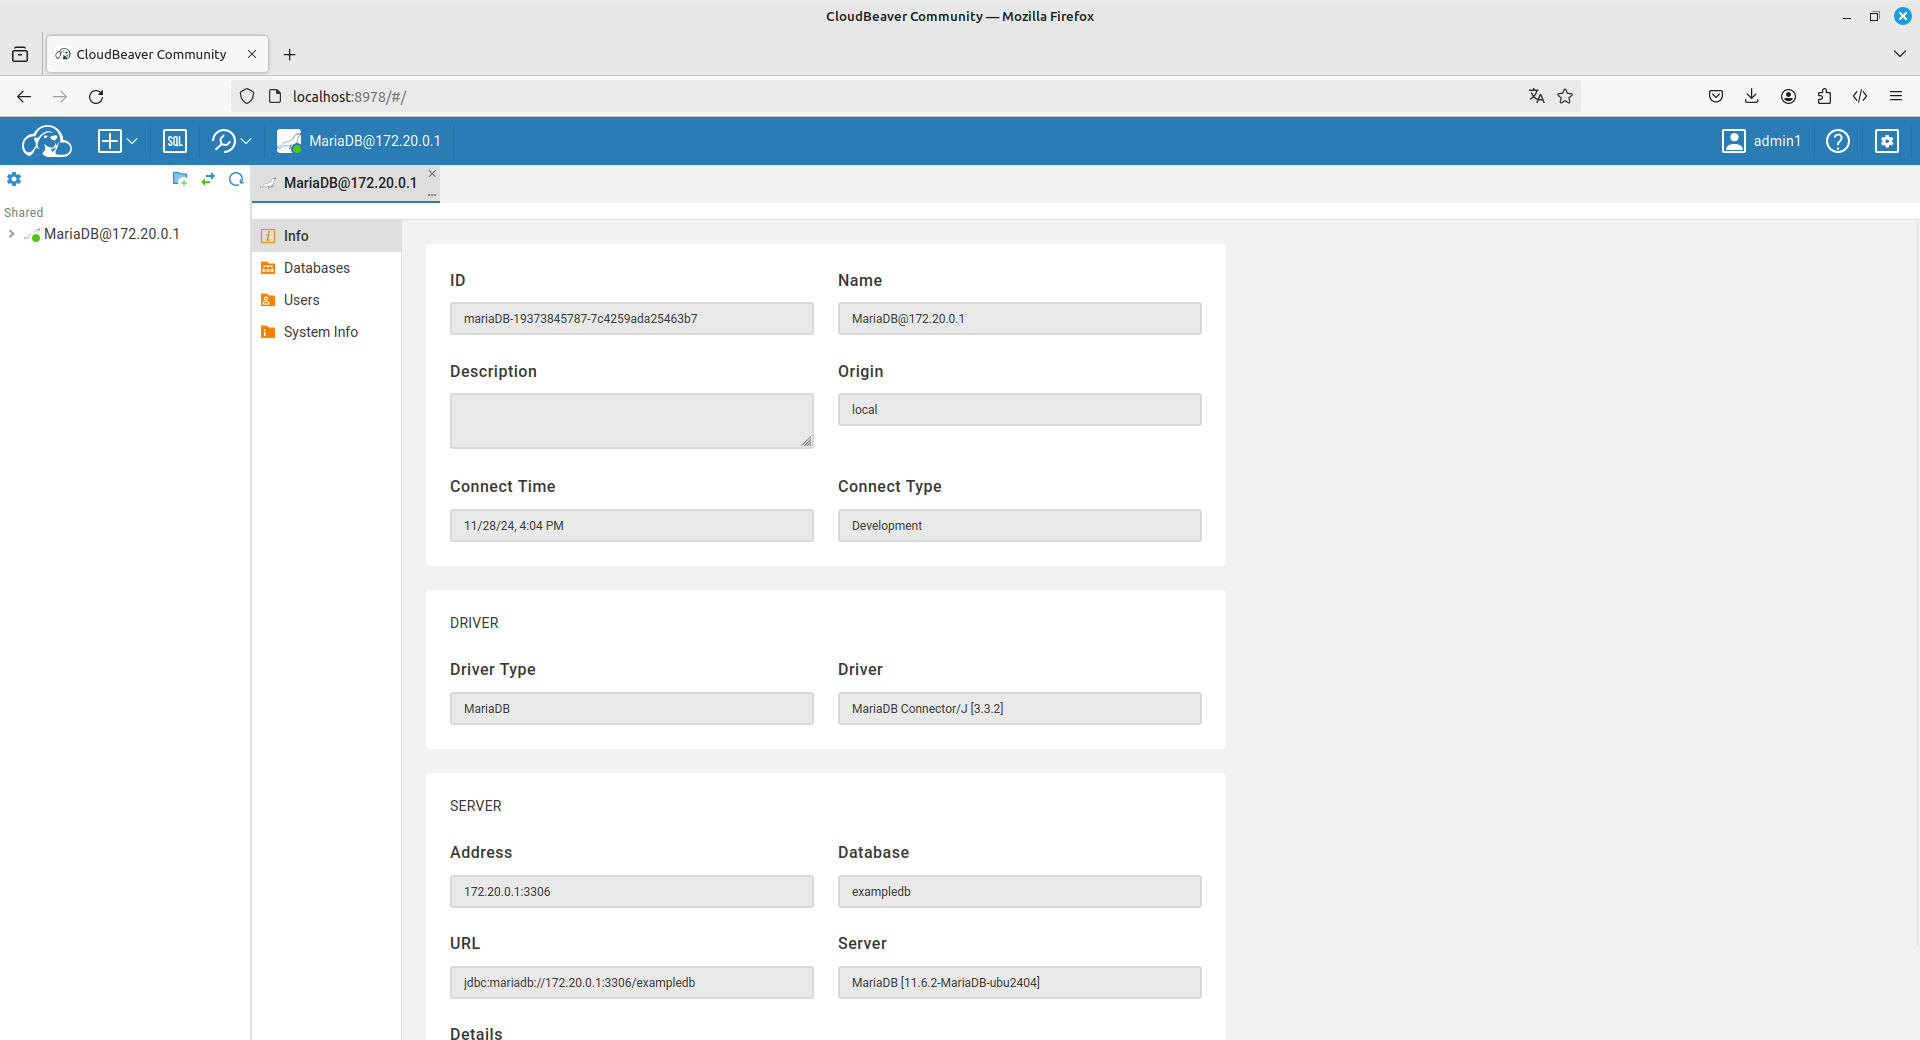 CloudBeaver Community — Mozilla Firefox
CloudBeaver Community
localhost:8978/#/
SQL
MariaDB@172.20.0.1
admin1
MariaDB@172.20.0.1
Shared
MariaDB@172.20.0.1
Info
Databases
Users
System Info
ID
Name
mariaDB-19373845787-7c4259ada25463b7
MariaDB@172.20.0.1
Description
Origin
local
Connect Time
Connect Type
11/28/24, 4:04 PM
Development
DRIVER
Driver Type
Driver
MariaDB
MariaDB Connector/J [3.3.2]
SERVER
Address
Database
172.20.0.1:3306
exampledb
URL
Server
jdbc:mariadb://172.20.0.1:3306/exampledb
MariaDB [11.6.2-MariaDB-ubu2404]
Details